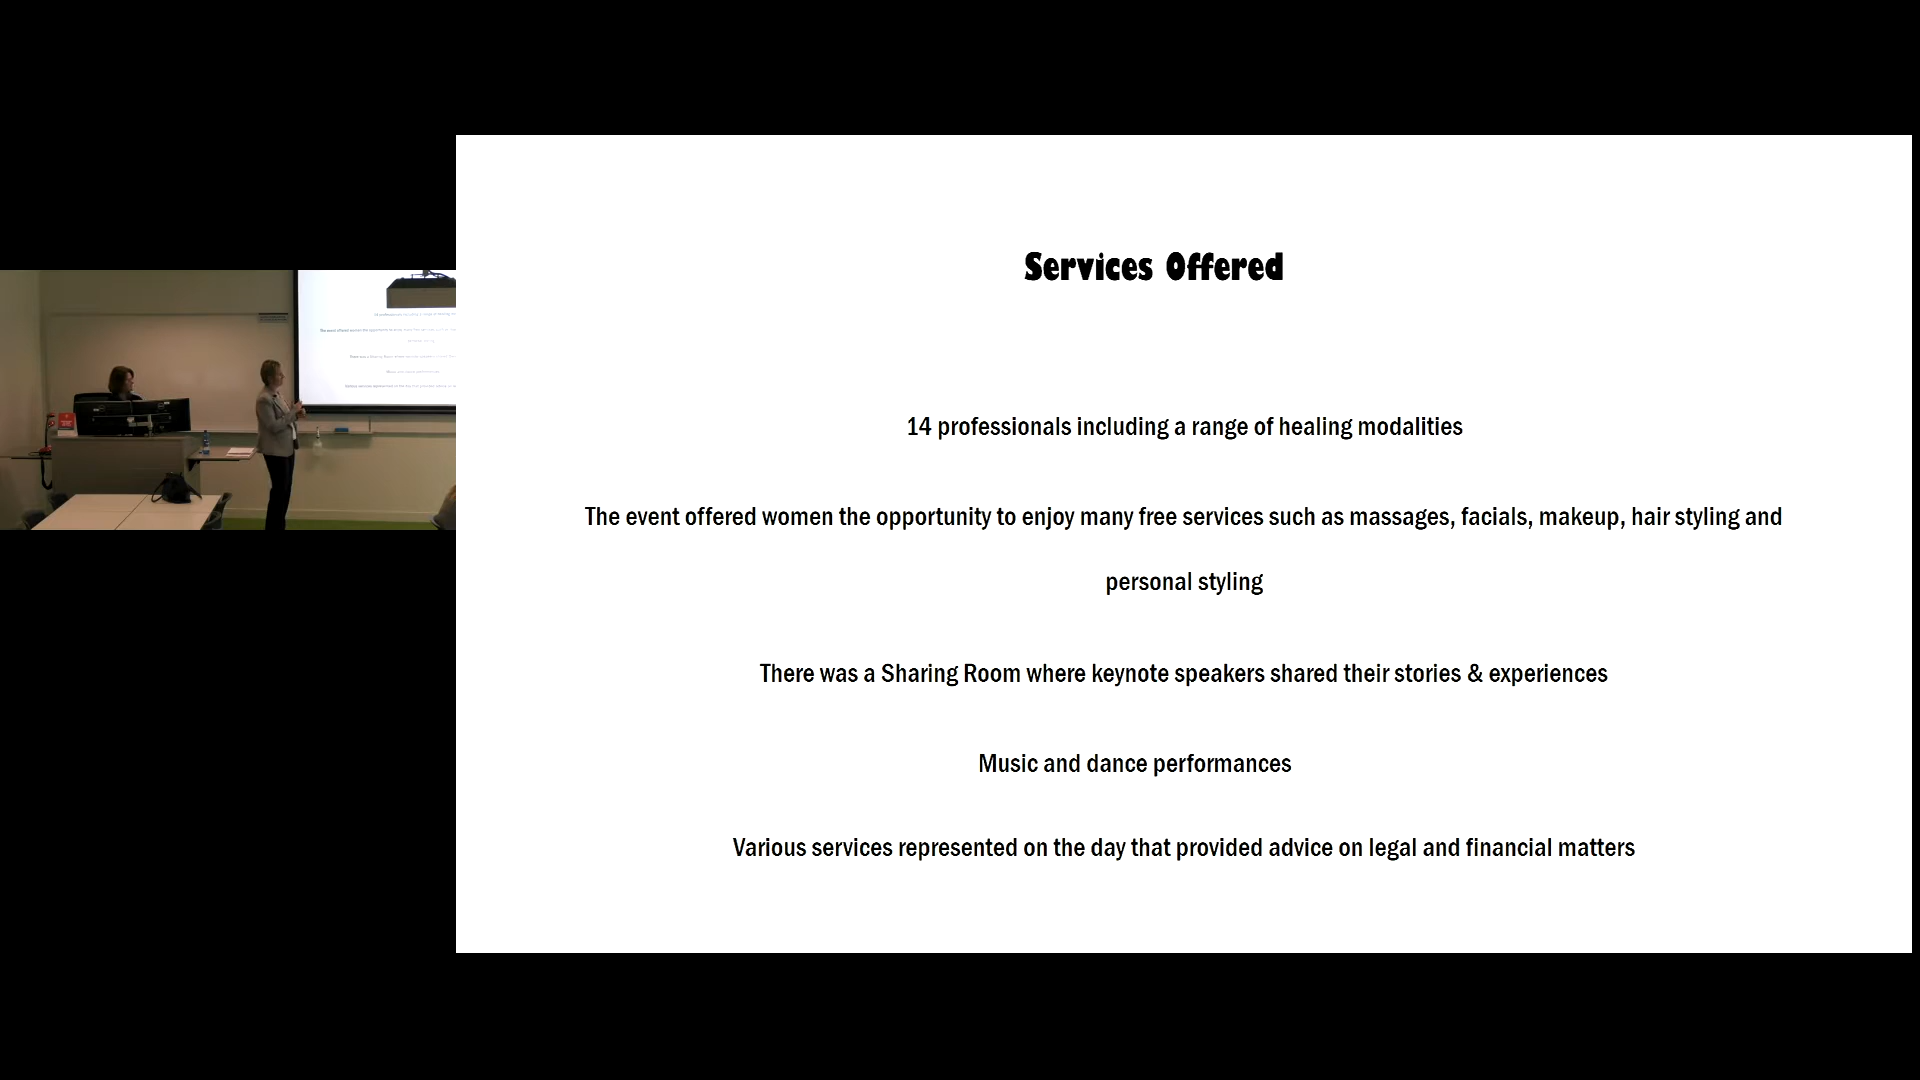 Services Offered
14 professionals including a range of healing modalities
The event offered women the opportunity to enjoy many free services such as massages, facials, makeup, hair styling and
personal styling
There was a Sharing Room where keynote speakers shared their stories & experiences
Music and dance performances
Various services represented on the day that provided advice on legal and financial matters